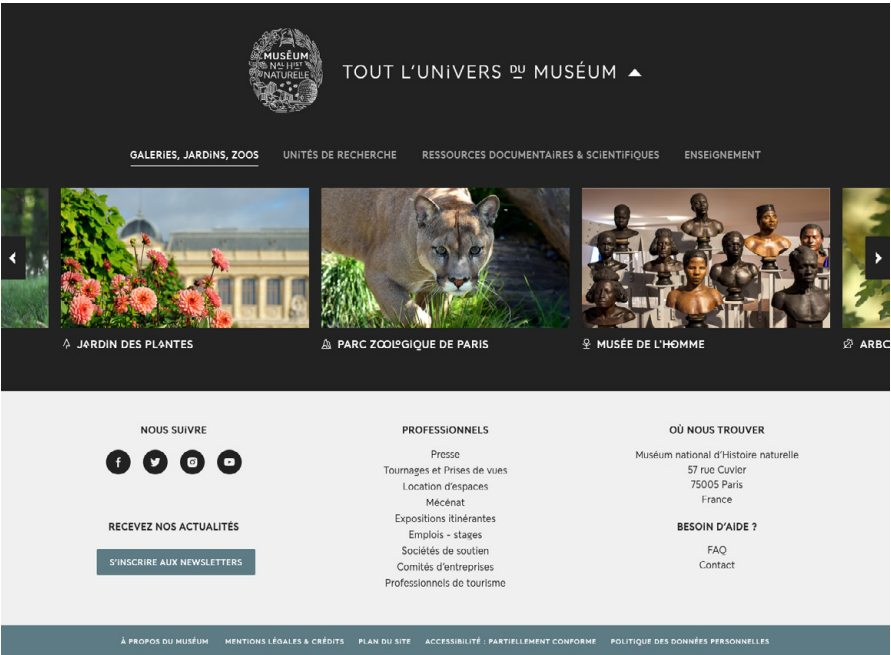 MUSÉUM
NAL HIST
NATURELLE
TOUT L'UNiVERS DU MUSÉUM
GALERiES, JARDiNS, ZOOS
UNiTÉS DE RECHERCHE
RESSOURCES DOCUMENTAiRES & SCiENTiFiQUES
ENSEiGNEMENT
JARDIN DES PLANTES
PARC ZOOLOGIQUE DE PARIS
MUSÉE DE L'HOMME
ARBO
NOUS SUiVRE
RECEVEZ NOS ACTUALiTÉS
S'INSCRIRE AUX NEWSLETTERS
PROFESSiONNELS
Presse
Tournages et Prises de vues
Location d'espaces
Mécénat
Expositions itinérantes
Emplois - stages
Sociétés de soutien
Comités d'entreprises
Professionnels de tourisme
OÙ NOUS TROUVER
Muséum national d'Histoire naturelle
57 rue Cuvier
75005 Paris
France
BESOiN D'AiDE ?
FAQ
Contact
À PROPOS DU MUSÉUM
MENTIONS LÉGALES & CRÉDITS
PLAN DU SITE
ACCESSIBILITÉ : PARTIELLEMENT CONFORME
POLITIQUE DES DONNÉES PERSONNELLES